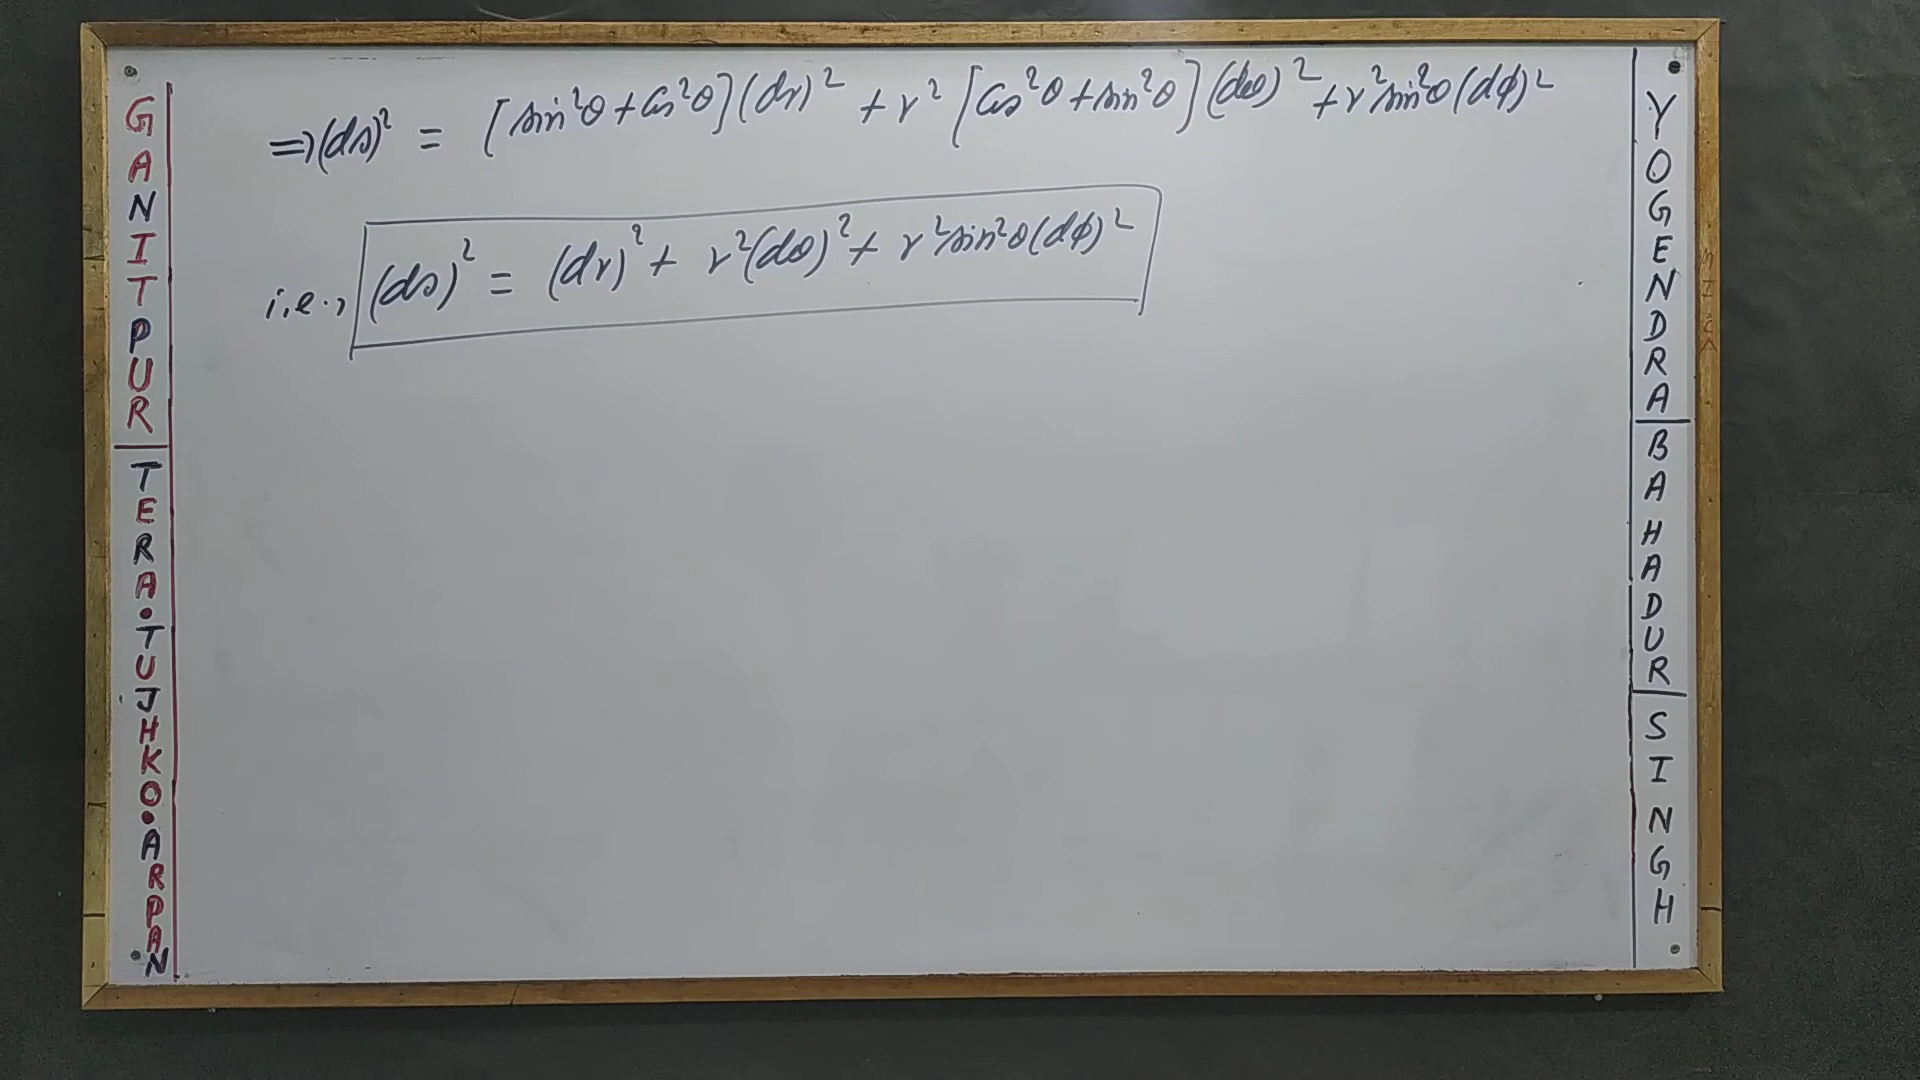 ⇒(ds)² = [sin²θ+cos²θ](dr)² + r²[cos²θ+sin²θ](dθ)²+r²sin²θ(dϕ)²
i.e., (ds)² = (dr)² + r²(dθ)² + r²sin²θ(dϕ)²
GANITPUR
TERA.TUJHKO.ARPAN
YOGENDRA
BAHADUR
SINGH